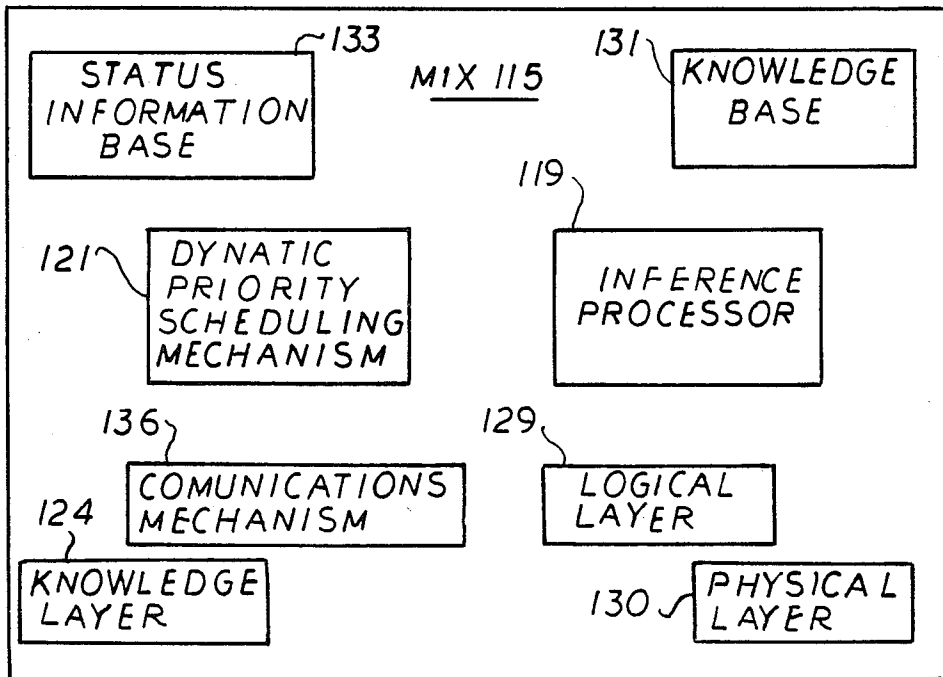 133
STATUS
INFORMATION
BASE
MIX 115
131
KNOWLEDGE
BASE
121
DYNATIC
PRIORITY
SCHEDULING
MECHANISM
119
INFERENCE
PROCESSOR
136
COMUNICATIONS
MECHANISM
129
LOGICAL
LAYER
124
KNOWLEDGE
LAYER
130
PHYSICAL
LAYER